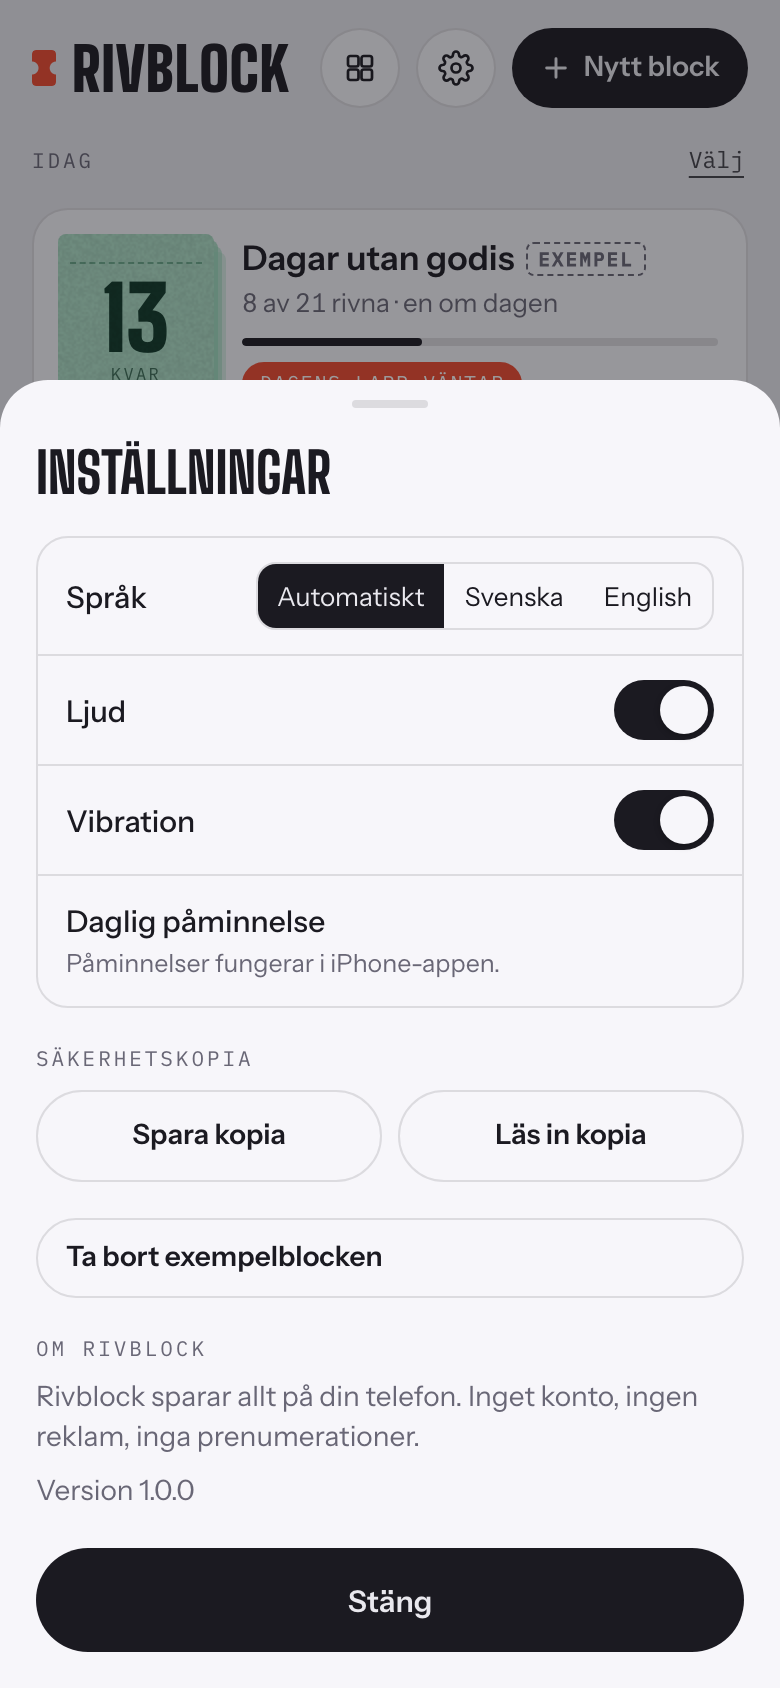 RIVBLOCK
Nytt block
IDAG
Välj
13
KVAR
Dagar utan godis EXEMPEL
8 av 21 rivna · en om dagen
DAGENS LAPP VÄNTAR
INSTÄLLNINGAR
Språk
Automatiskt Svenska English
Ljud
Vibration
Daglig påminnelse
Påminnelser fungerar i iPhone-appen.
SÄKERHETSKOPIA
Spara kopia Läs in kopia
Ta bort exempelblocken
OM RIVBLOCK
Rivblock sparar allt på din telefon. Inget konto, ingen
reklam, inga prenumerationer.
Version 1.0.0
Stäng